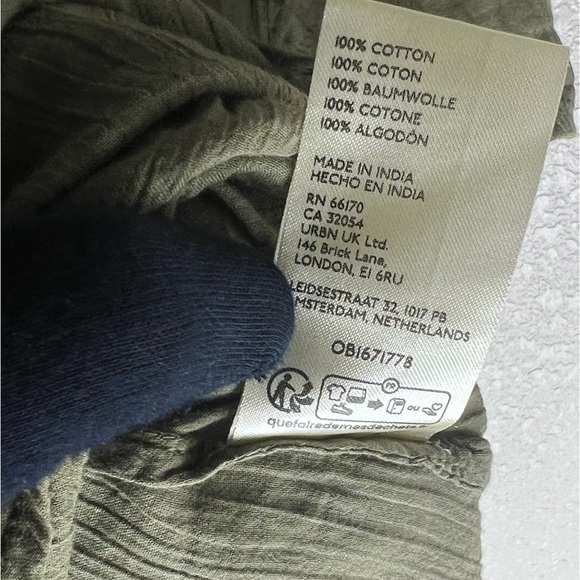 100% COTTON
100% COTON
100% BAUMWOLLE
100% COTONE
100% ALGODÓN
MADE IN INDIA
HECHO EN INDIA
RN 66170
CA 32054
URBN UK Ltd.
146 Brick Lane,
LONDON, E1 6RU
LEIDSESTRAAT 32, 1017 PB
AMSTERDAM, NETHERLANDS
OB1671778
FR
ou
quefairedemesdechets.f